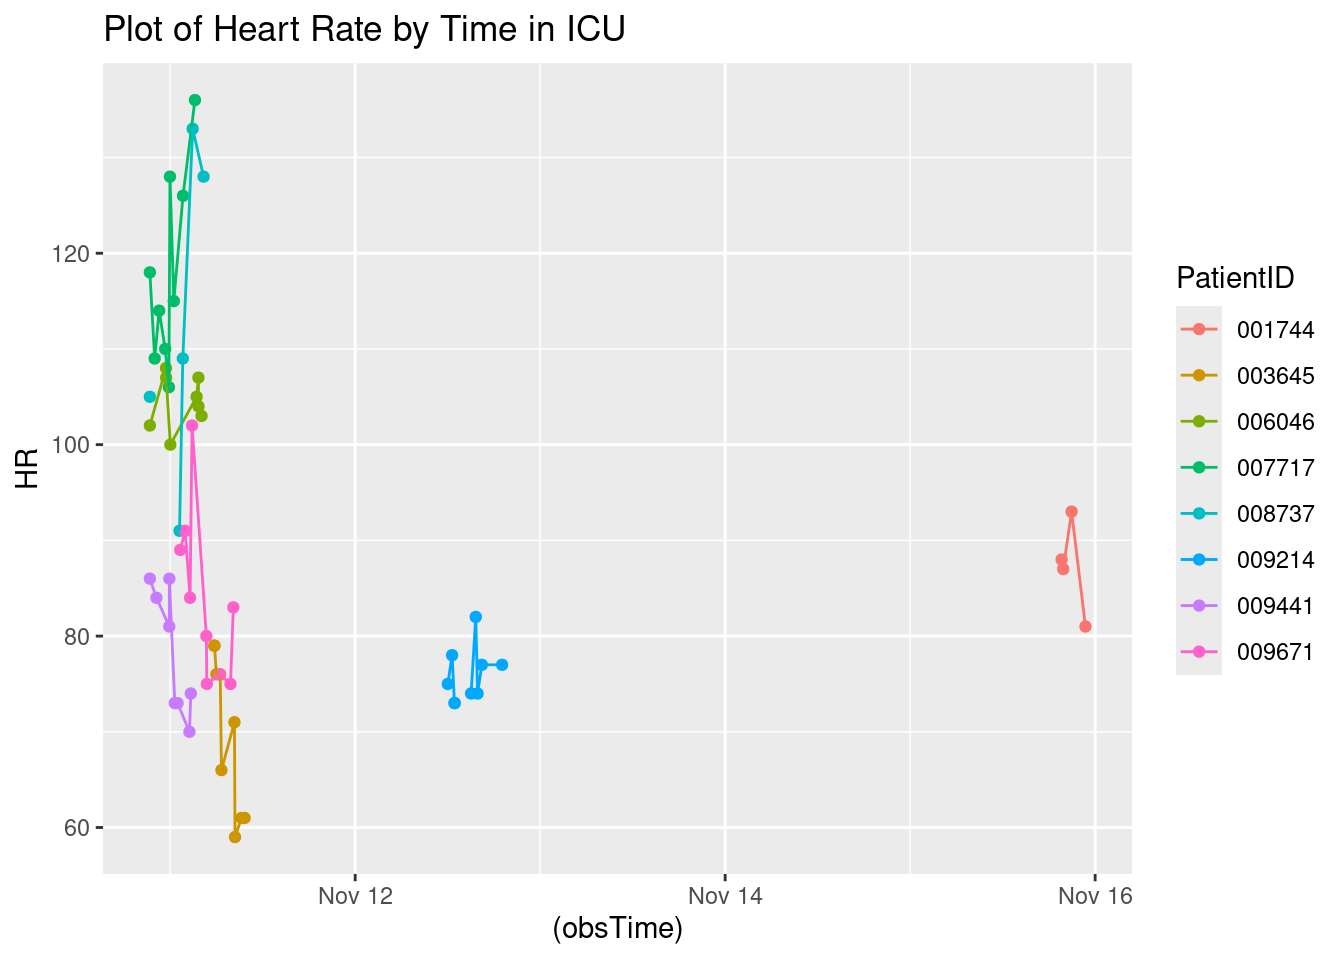 Plot of Heart Rate by Time in ICU
HR
120
100
80
60
Nov 12
Nov 14
Nov 16
(obsTime)
PatientID
001744
003645
006046
007717
008737
009214
009441
009671